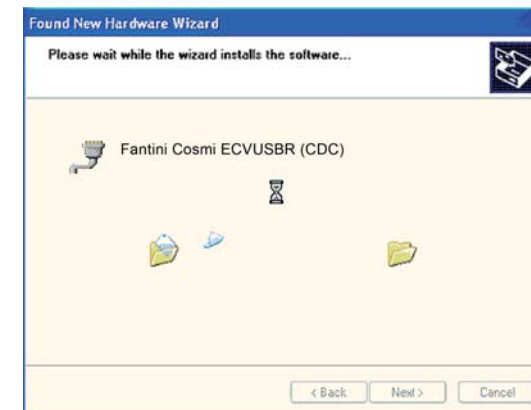 Found New Hardware Wizard
Please wait while the wizard installs the software...
Fantini Cosmi ECVUSBR (CDC)
< Back
Next >
Cancel